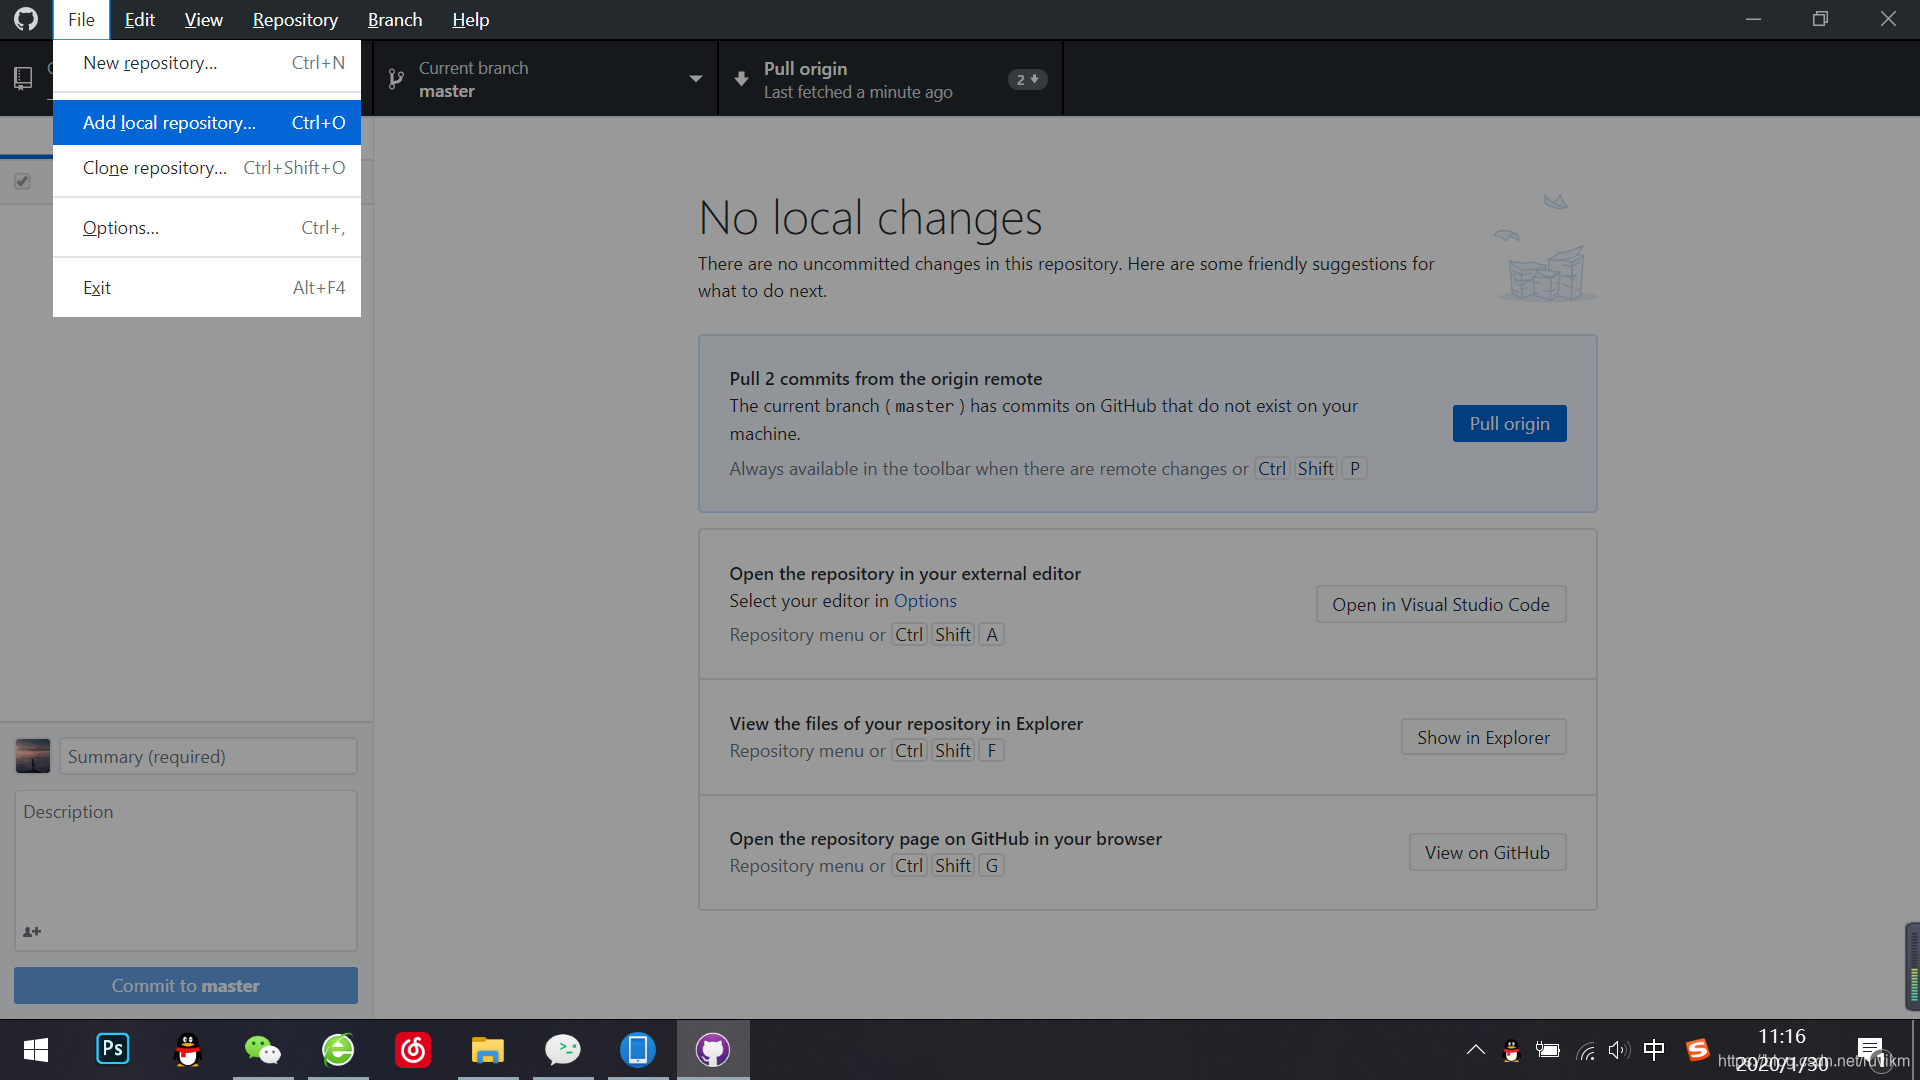 File Edit View Repository Branch Help
New repository... Ctrl+N
Add local repository... Ctrl+O
Clone repository... Ctrl+Shift+O
Options... Ctrl+,
Exit Alt+F4
Current branch
master
Pull origin
Last fetched a minute ago
2
No local changes
There are no uncommitted changes in this repository. Here are some friendly suggestions for
what to do next.
Pull 2 commits from the origin remote
The current branch ( master ) has commits on GitHub that do not exist on your
machine.
Always available in the toolbar when there are remote changes or Ctrl Shift P
Pull origin
Open the repository in your external editor
Select your editor in Options
Repository menu or Ctrl Shift A
Open in Visual Studio Code
View the files of your repository in Explorer
Repository menu or Ctrl Shift F
Show in Explorer
Open the repository page on GitHub in your browser
Repository menu or Ctrl Shift G
View on GitHub
Summary (required)
Description
Commit to master
Ps
中
S
11:16
2020/1/30
1
https://blog.csdn.net/ruvikm